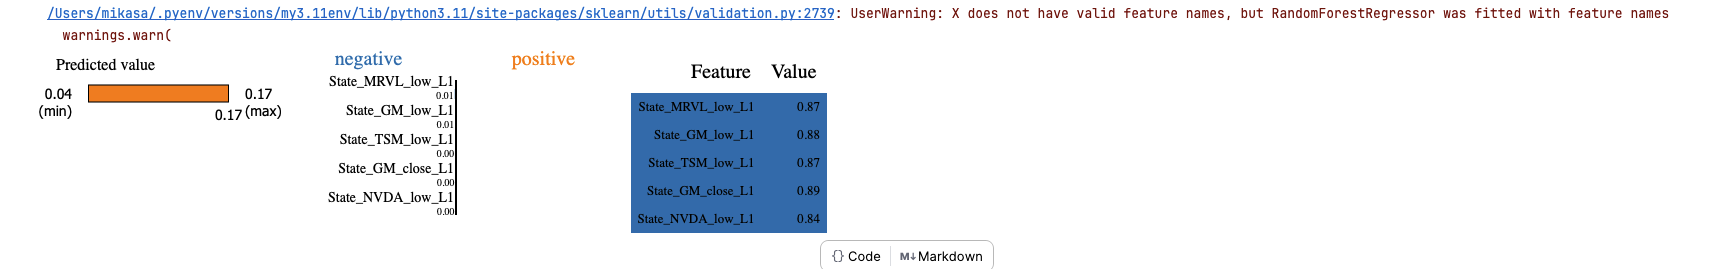 /Users/mikasa/.pyenv/versions/my3.11env/lib/python3.11/site-packages/sklearn/utils/validation.py:2739: UserWarning: X does not have valid feature names, but RandomForestRegressor was fitted with feature names
warnings.warn(
Predicted value
0.04
(min)
0.17
(max)
0.17
negative
positive
State_MRVL_low_L1
0.01
State_GM_low_L1
0.01
State_TSM_low_L1
0.00
State_GM_close_L1
0.00
State_NVDA_low_L1
0.00
Feature Value
State_MRVL_low_L1 0.87
State_GM_low_L1 0.88
State_TSM_low_L1 0.87
State_GM_close_L1 0.89
State_NVDA_low_L1 0.84
{} Code M↓ Markdown